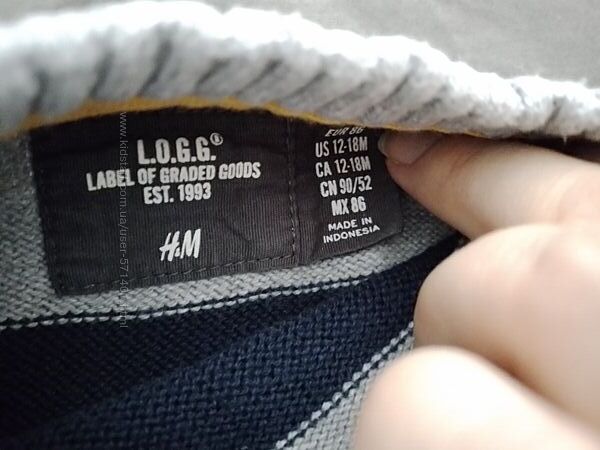 L.O.G.G.®
LABEL OF GRADED GOODS
EST. 1993
H&M
EUR 86
US 12-18M
CA 12-18M
CN 90/52
MX 86
MADE IN
INDONESIA